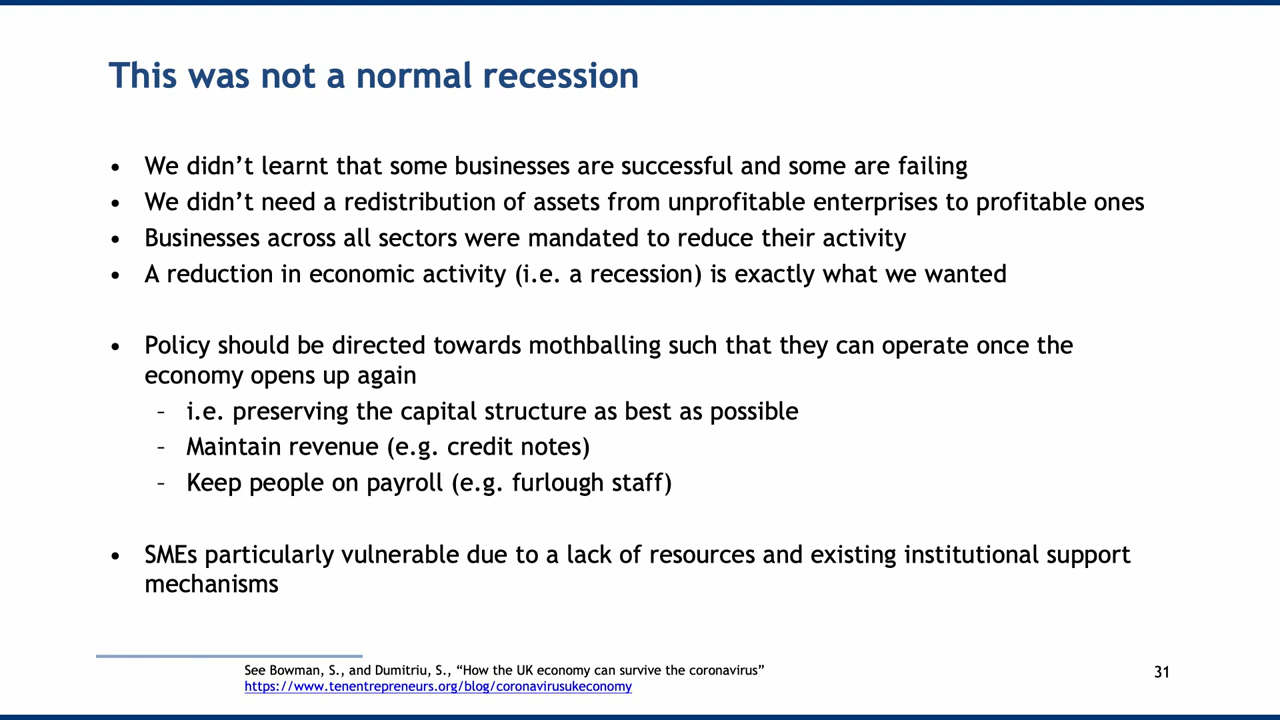 This was not a normal recession
• We didn’t learnt that some businesses are successful and some are failing
• We didn’t need a redistribution of assets from unprofitable enterprises to profitable ones
• Businesses across all sectors were mandated to reduce their activity
• A reduction in economic activity (i.e. a recession) is exactly what we wanted
• Policy should be directed towards mothballing such that they can operate once the
economy opens up again
– i.e. preserving the capital structure as best as possible
– Maintain revenue (e.g. credit notes)
– Keep people on payroll (e.g. furlough staff)
• SMEs particularly vulnerable due to a lack of resources and existing institutional support
mechanisms
See Bowman, S., and Dumitriu, S., “How the UK economy can survive the coronavirus”
https://www.tenentrepreneurs.org/blog/coronavirusukeconomy
31